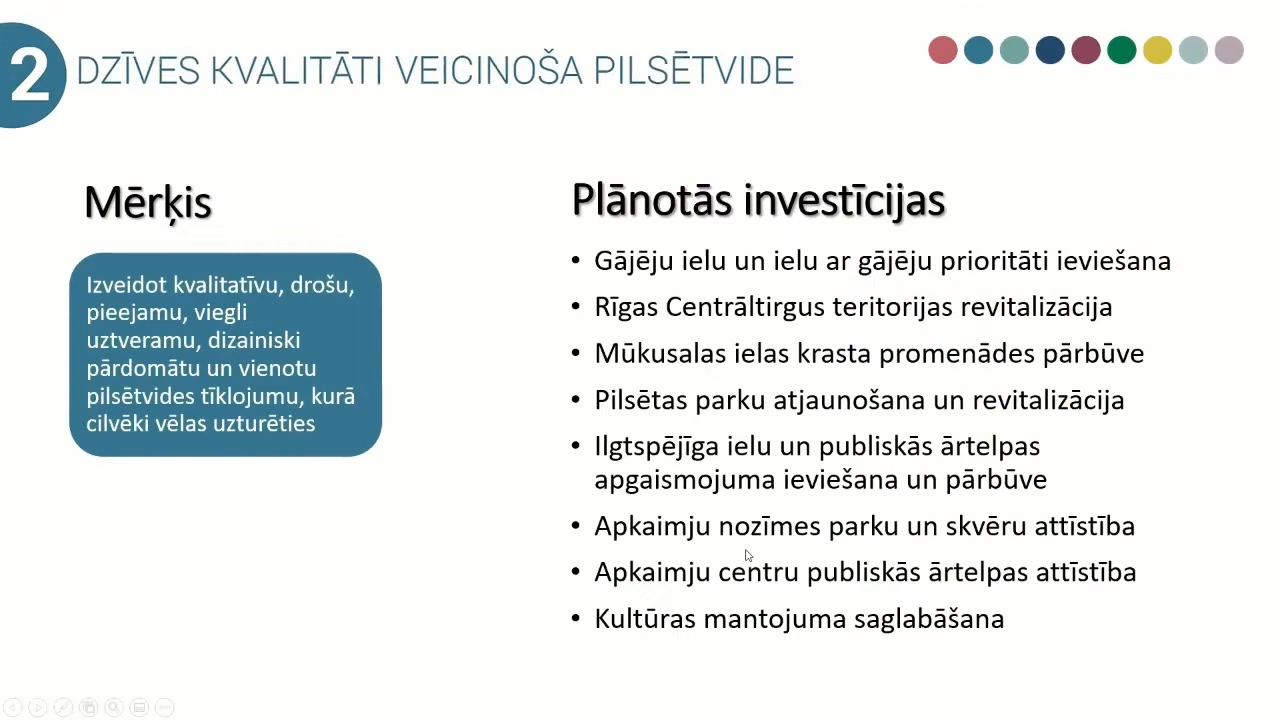 2
DZĪVES KVALITĀTI VEICINOŠA PILSĒTVIDE
Mērķis
Izveidot kvalitatīvu, drošu,
pieejamu, viegli
uztveramu, dizainiski
pārdomātu un vienotu
pilsētvides tīklojumu, kurā
cilvēki vēlas uzturēties
Plānotās investīcijas
• Gājēju ielu un ielu ar gājēju prioritāti ieviešana
• Rīgas Centrāltirgus teritorijas revitalizācija
• Mūkusalas ielas krasta promenādes pārbūve
• Pilsētas parku atjaunošana un revitalizācija
• Ilgtspējīga ielu un publiskās ārtelpas
apgaismojuma ieviešana un pārbūve
• Apkaimju nozīmes parku un skvēru attīstība
• Apkaimju centru publiskās ārtelpas attīstība
• Kultūras mantojuma saglabāšana